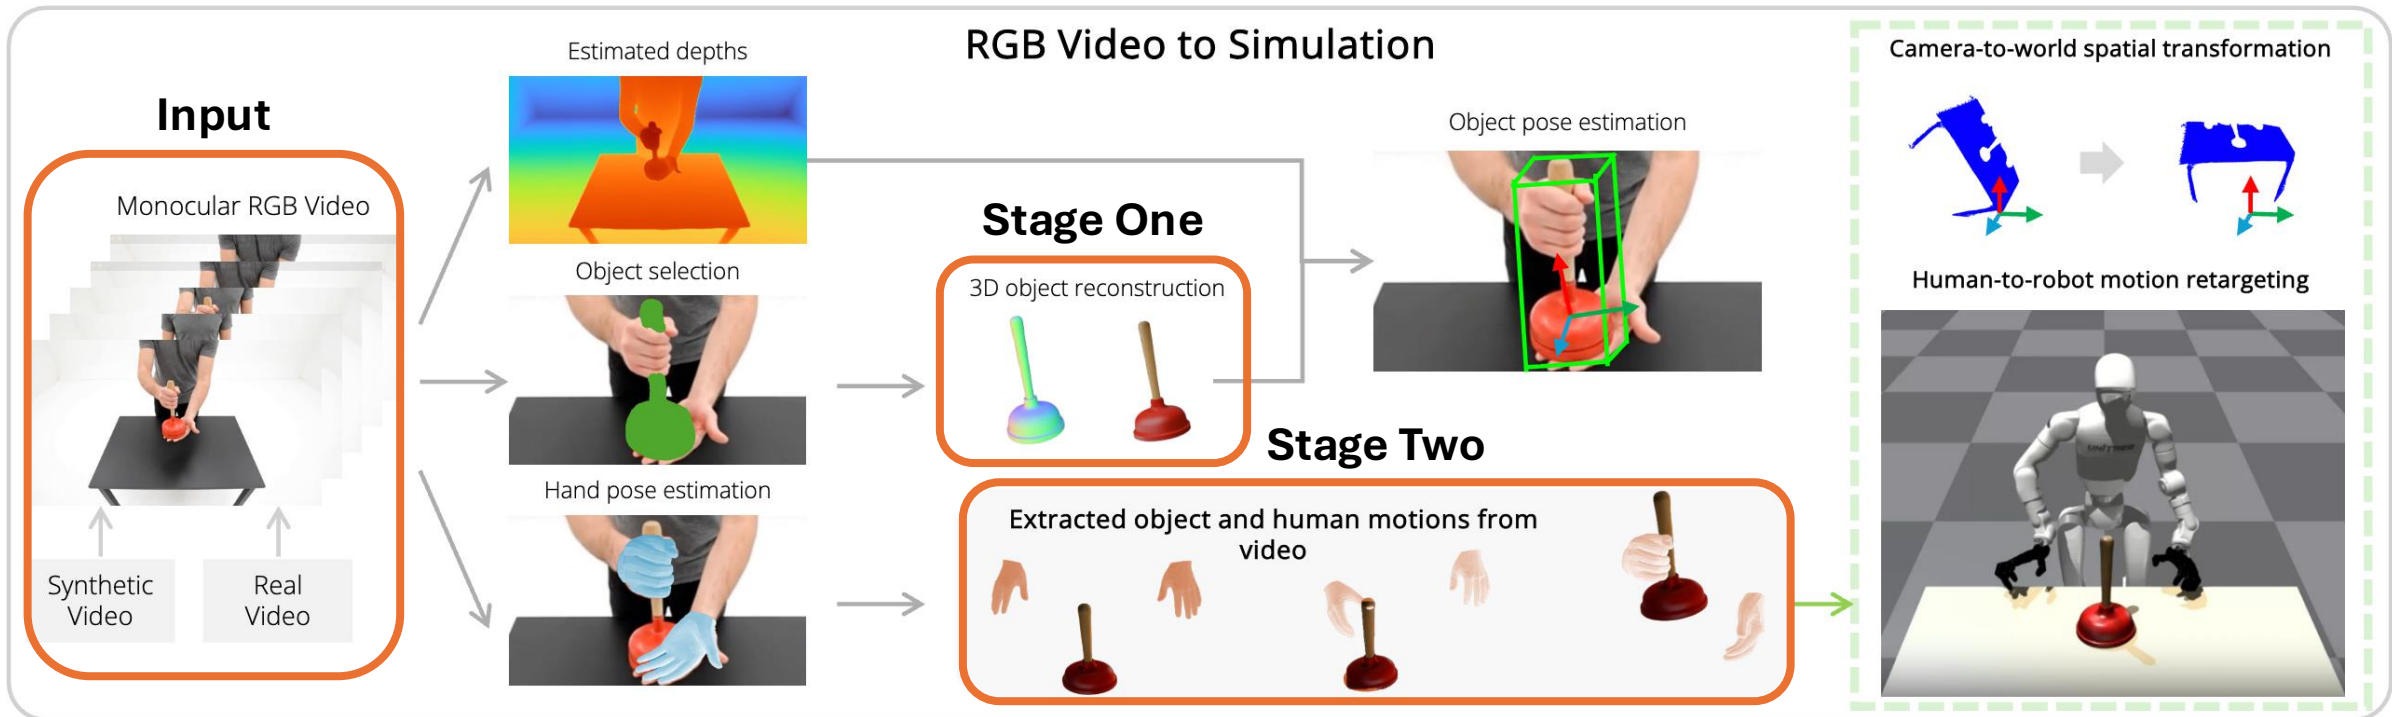 RGB Video to Simulation
Input
Monocular RGB Video
Synthetic
Video
Real
Video
Estimated depths
Object selection
Hand pose estimation
Stage One
3D object reconstruction
Object pose estimation
Stage Two
Extracted object and human motions from
video
Camera-to-world spatial transformation
Human-to-robot motion retargeting